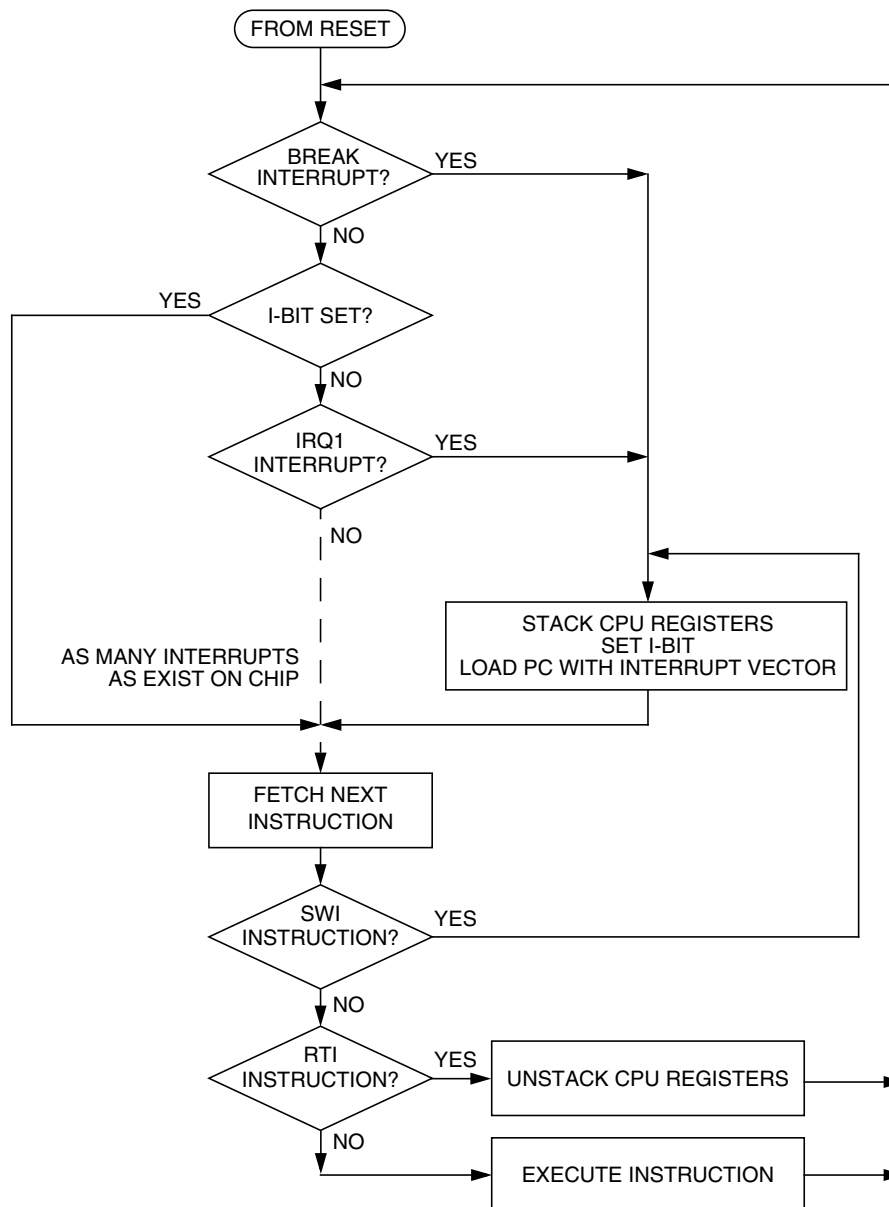 FROM RESET
BREAK
INTERRUPT?
YES
NO
YES
I-BIT SET?
NO
IRQ1
INTERRUPT?
YES
NO
STACK CPU REGISTERS
SET I-BIT
LOAD PC WITH INTERRUPT VECTOR
AS MANY INTERRUPTS
AS EXIST ON CHIP
FETCH NEXT
INSTRUCTION
SWI
INSTRUCTION?
YES
NO
RTI
INSTRUCTION?
YES
UNSTACK CPU REGISTERS
NO
EXECUTE INSTRUCTION